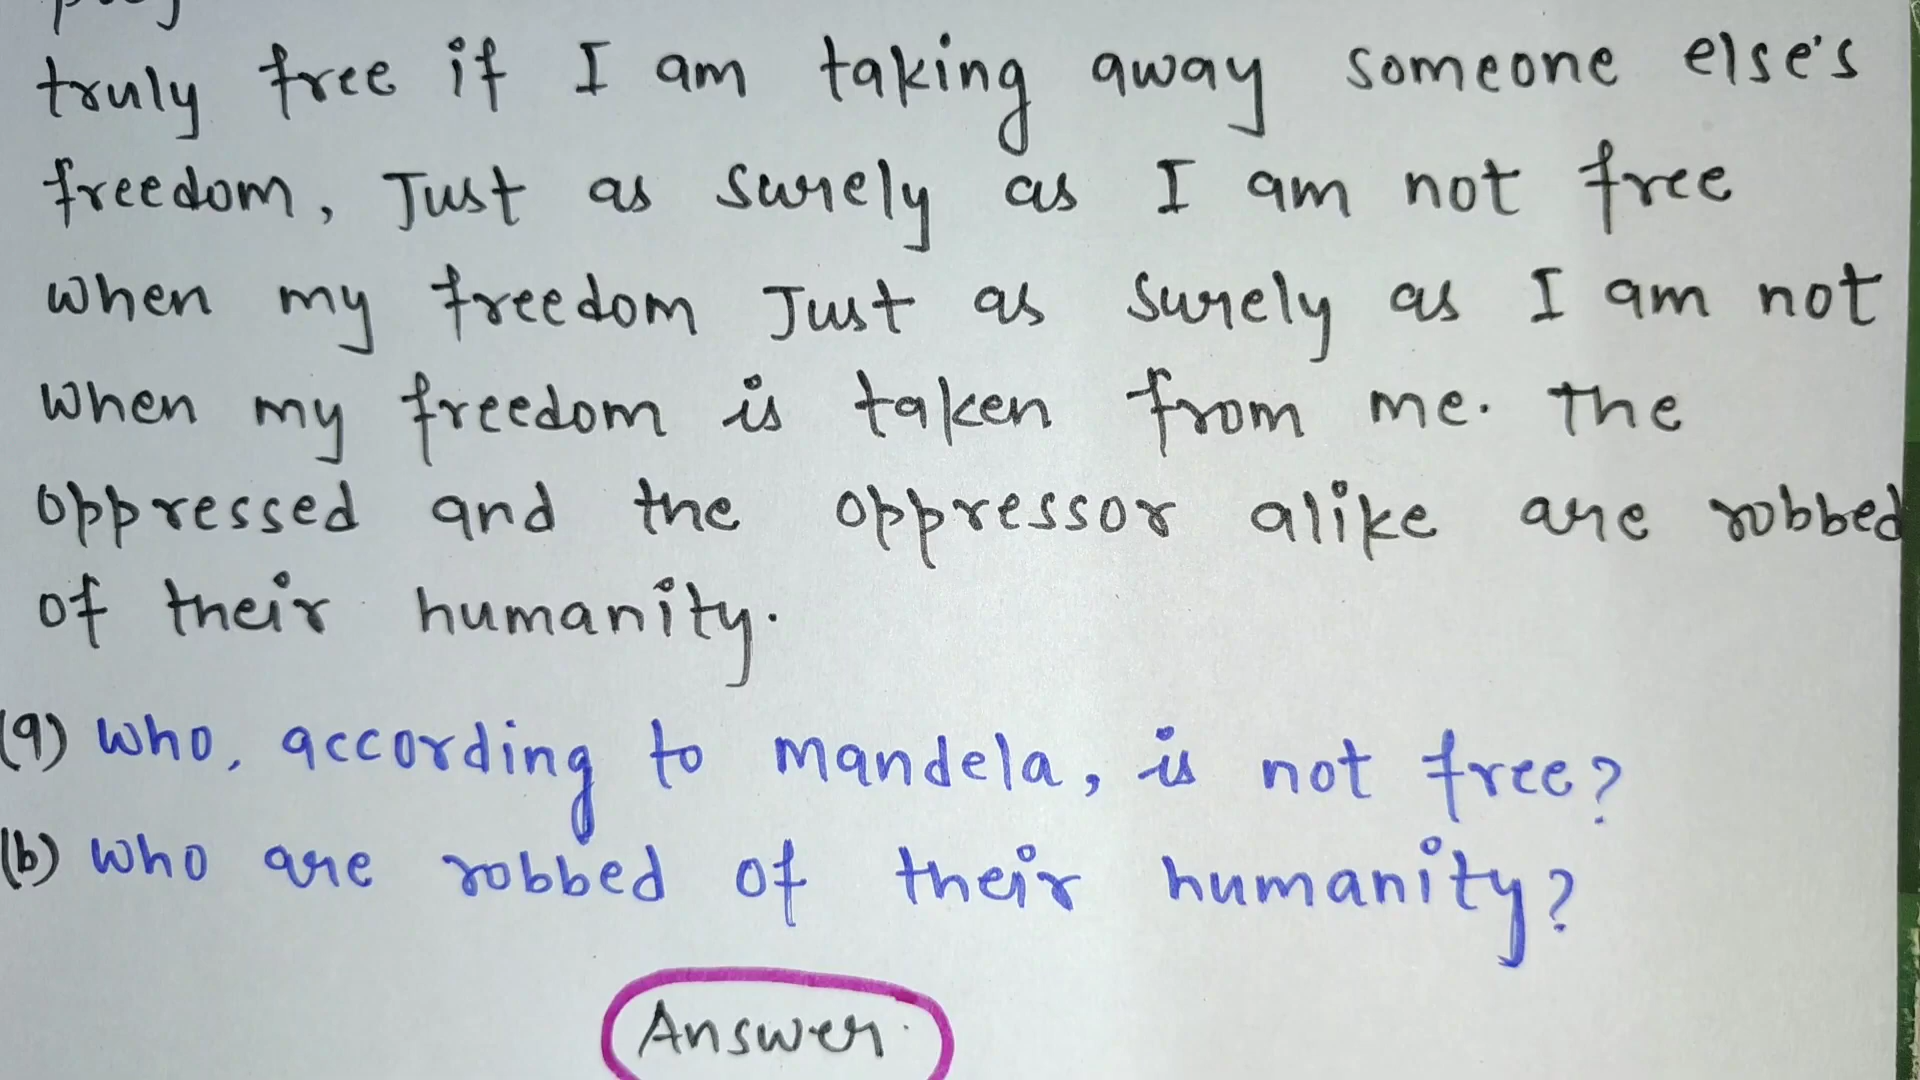 truly free if I am taking away someone else's
freedom, Just as surely as I am not free
when my freedom Just as surely as I am not
when my freedom is taken from me. The
oppressed and the oppressor alike are robbed
of their humanity.
(a) who, according to mandela, is not free?
(b) who are robbed of their humanity?
Answer